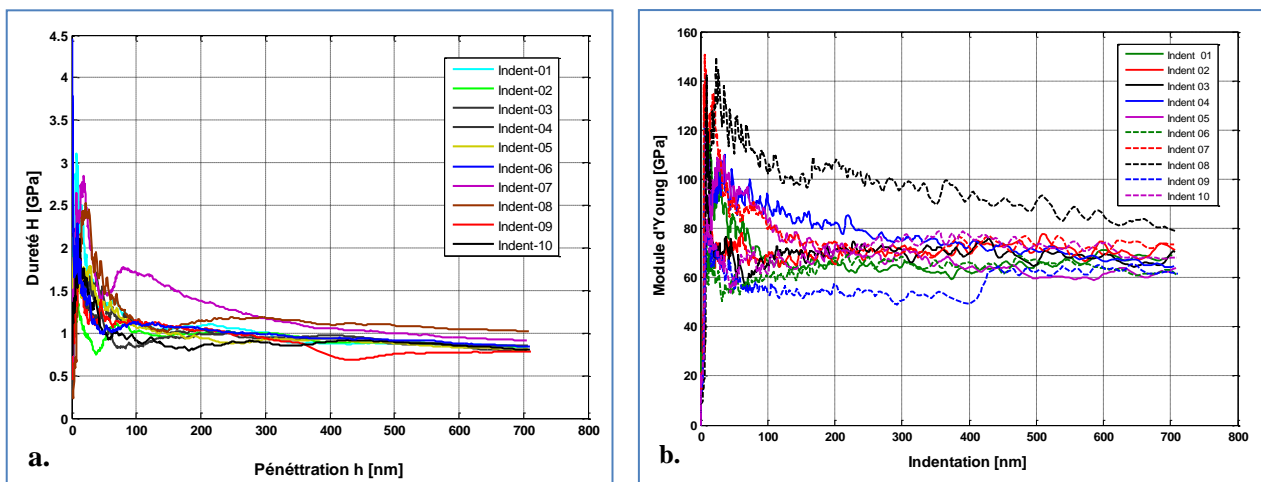 4.5
4
3.5
3
2.5
2
1.5
1
0.5
0
0
100
200
300
400
500
600
700
800
Dureté H [GPa]
Pénéttration h [nm]
Indent-01
Indent-02
Indent-03
Indent-04
Indent-05
Indent-06
Indent-07
Indent-08
Indent-09
Indent-10
a.
160
140
120
100
80
60
40
20
0
0
100
200
300
400
500
600
700
800
Module d'Young [GPa]
Indentation [nm]
Indent 01
Indent 02
Indent 03
Indent 04
Indent 05
Indent 06
Indent 07
Indent 08
Indent 09
Indent 10
b.